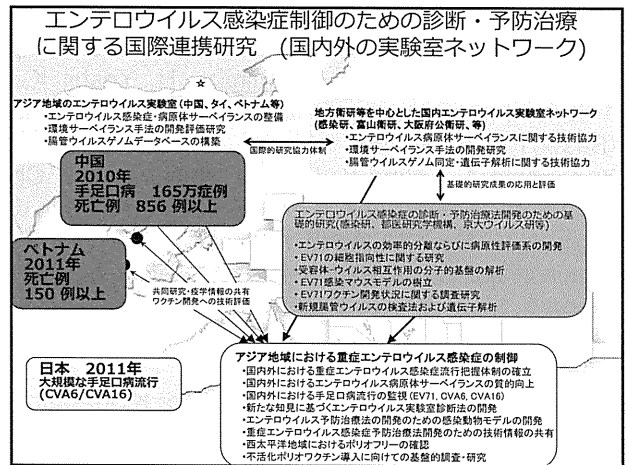 エンテロウイルス感染症制御のための診断・予防治療
に関する国際連携研究 (国内外の実験室ネットワーク)
アジア地域のエンテロウイルス実験室(中国、タイ、ベトナム等)
・エンテロウイルス感染症・病原体サーベイランスの整備
・環境サーベイランス手法の開発評価研究
・腸管ウイルスゲノムデータベースの構築
地方衛研等を中心とした国内エンテロウイルス実験室ネットワーク
(感染研、富山衛研、大阪府公衛研、等)
・エンテロウイルス病原体サーベイランスに関する技術協力
・環境サーベイランス手法の開発研究
・腸管ウイルスゲノム同定・遺伝子解析に関する技術協力
国際的研究協力体制
中国
2010年
手足口病 165万症例
死亡例 856 例以上
基礎的研究成果の応用と評価
エンテロウイルス感染症の診断・予防治療法開発のための基
礎的研究(感染研、都医研究学機構、京大ウイルス研等)
・エンテロウイルスの効率的分離ならびに病原性評価系の開発
・EV71の細胞指向性に関する研究
・受容体-ウイルス相互作用の分子的基盤の解析
・EV71感染マウスモデルの樹立
・EV71ワクチン開発状況に関する調査研究
・新規腸管ウイルスの検査法および遺伝子解析
ベトナム
2011年
死亡例
150 例以上
共同研究・疫学情報の共有
ワクチン開発への技術評価
日本 2011年
大規模な手足口病流行
(CVA6/CVA16)
アジア地域における重症エンテロウイルス感染症の制御
・国内外における重症エンテロウイルス感染症流行把握体制の確立
・国内外におけるエンテロウイルス病原体サーベイランスの質的向上
・国内外における手足口病流行の監視 (EV71, CVA6, CVA16)
・新たな知見に基づくエンテロウイルス実験室診断法の開発
・エンテロウイルス予防治療法の開発のための感染動物モデルの開発
・重症エンテロウイルス感染症予防治療法開発のための技術情報の共有
・西太平洋地域におけるポリオフリーの確認
・不活化ポリオワクチン導入に向けての基盤的調査・研究